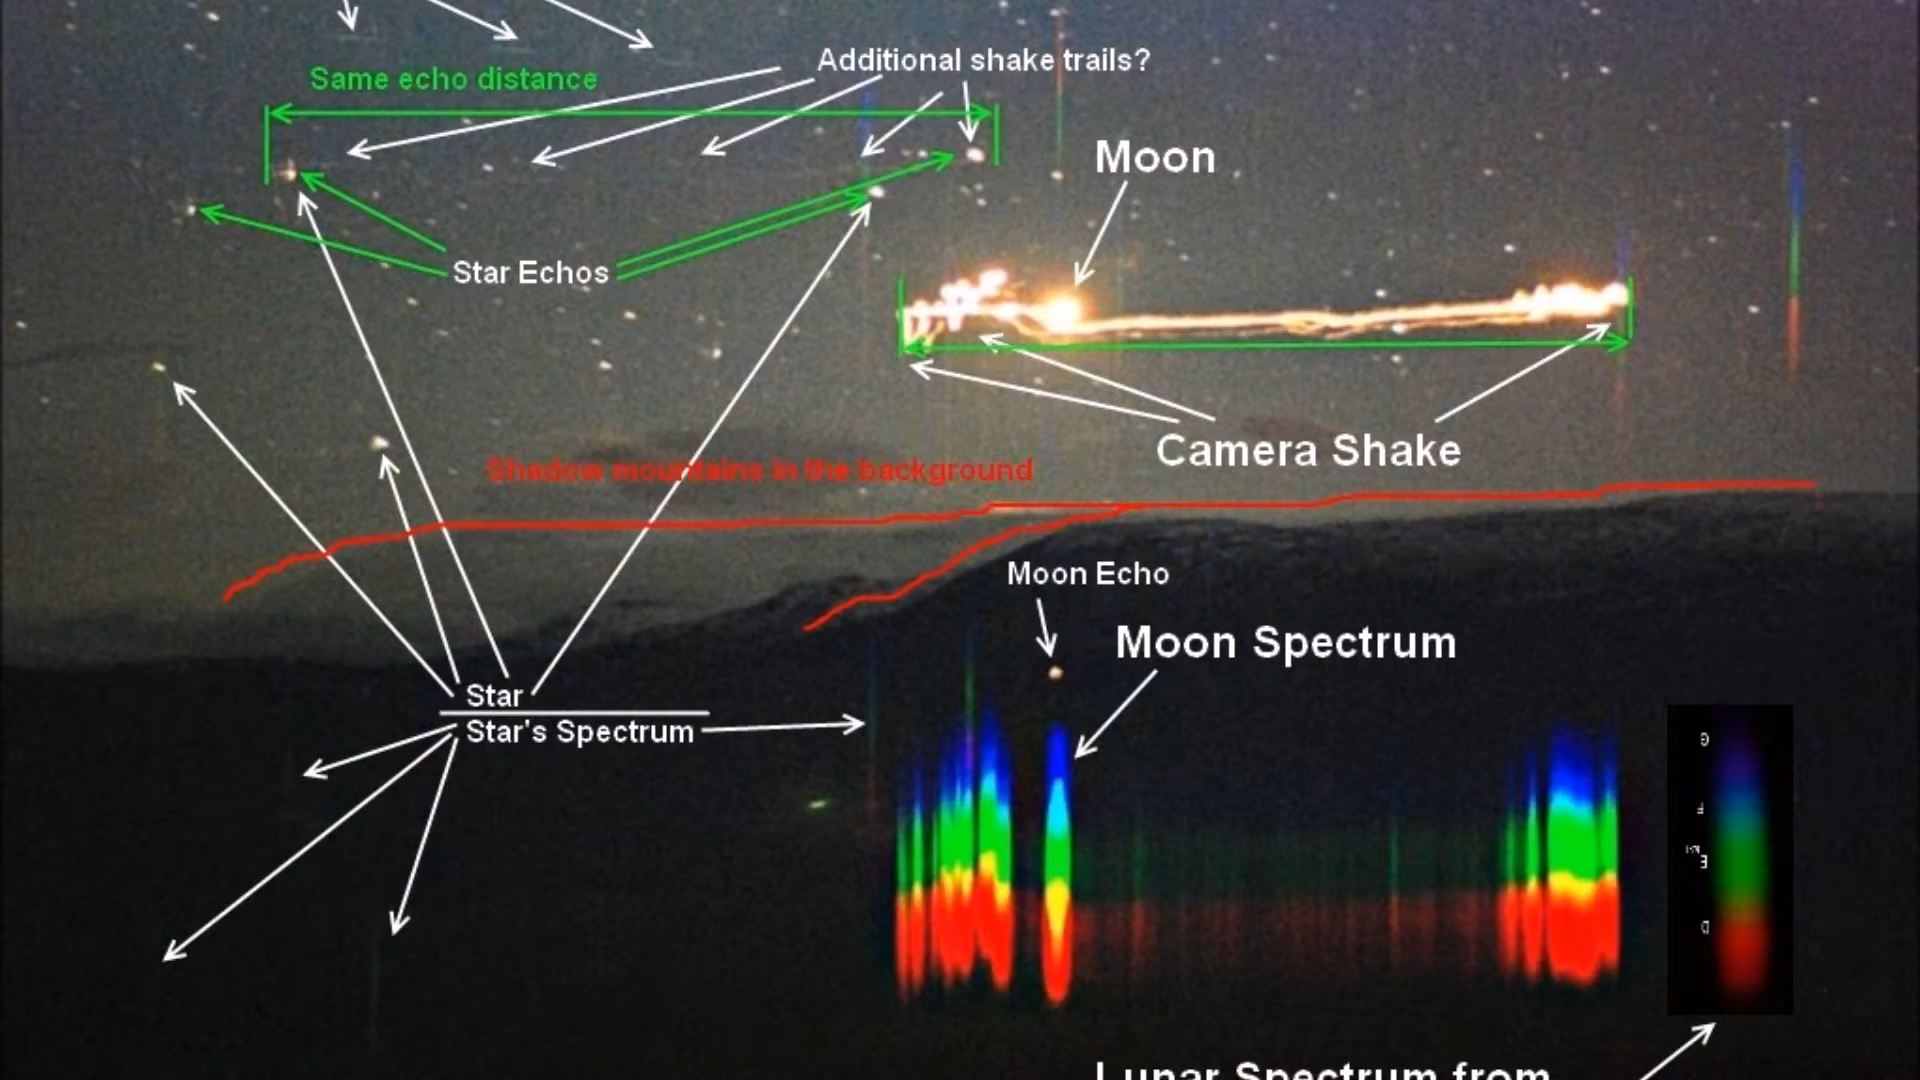 Additional shake trails?
Same echo distance
Moon
Star Echos
Camera Shake
Shadow mountains in the background
Moon Echo
Moon Spectrum
Star
Star's Spectrum
G
F
E
D
Lunar Spectrum from